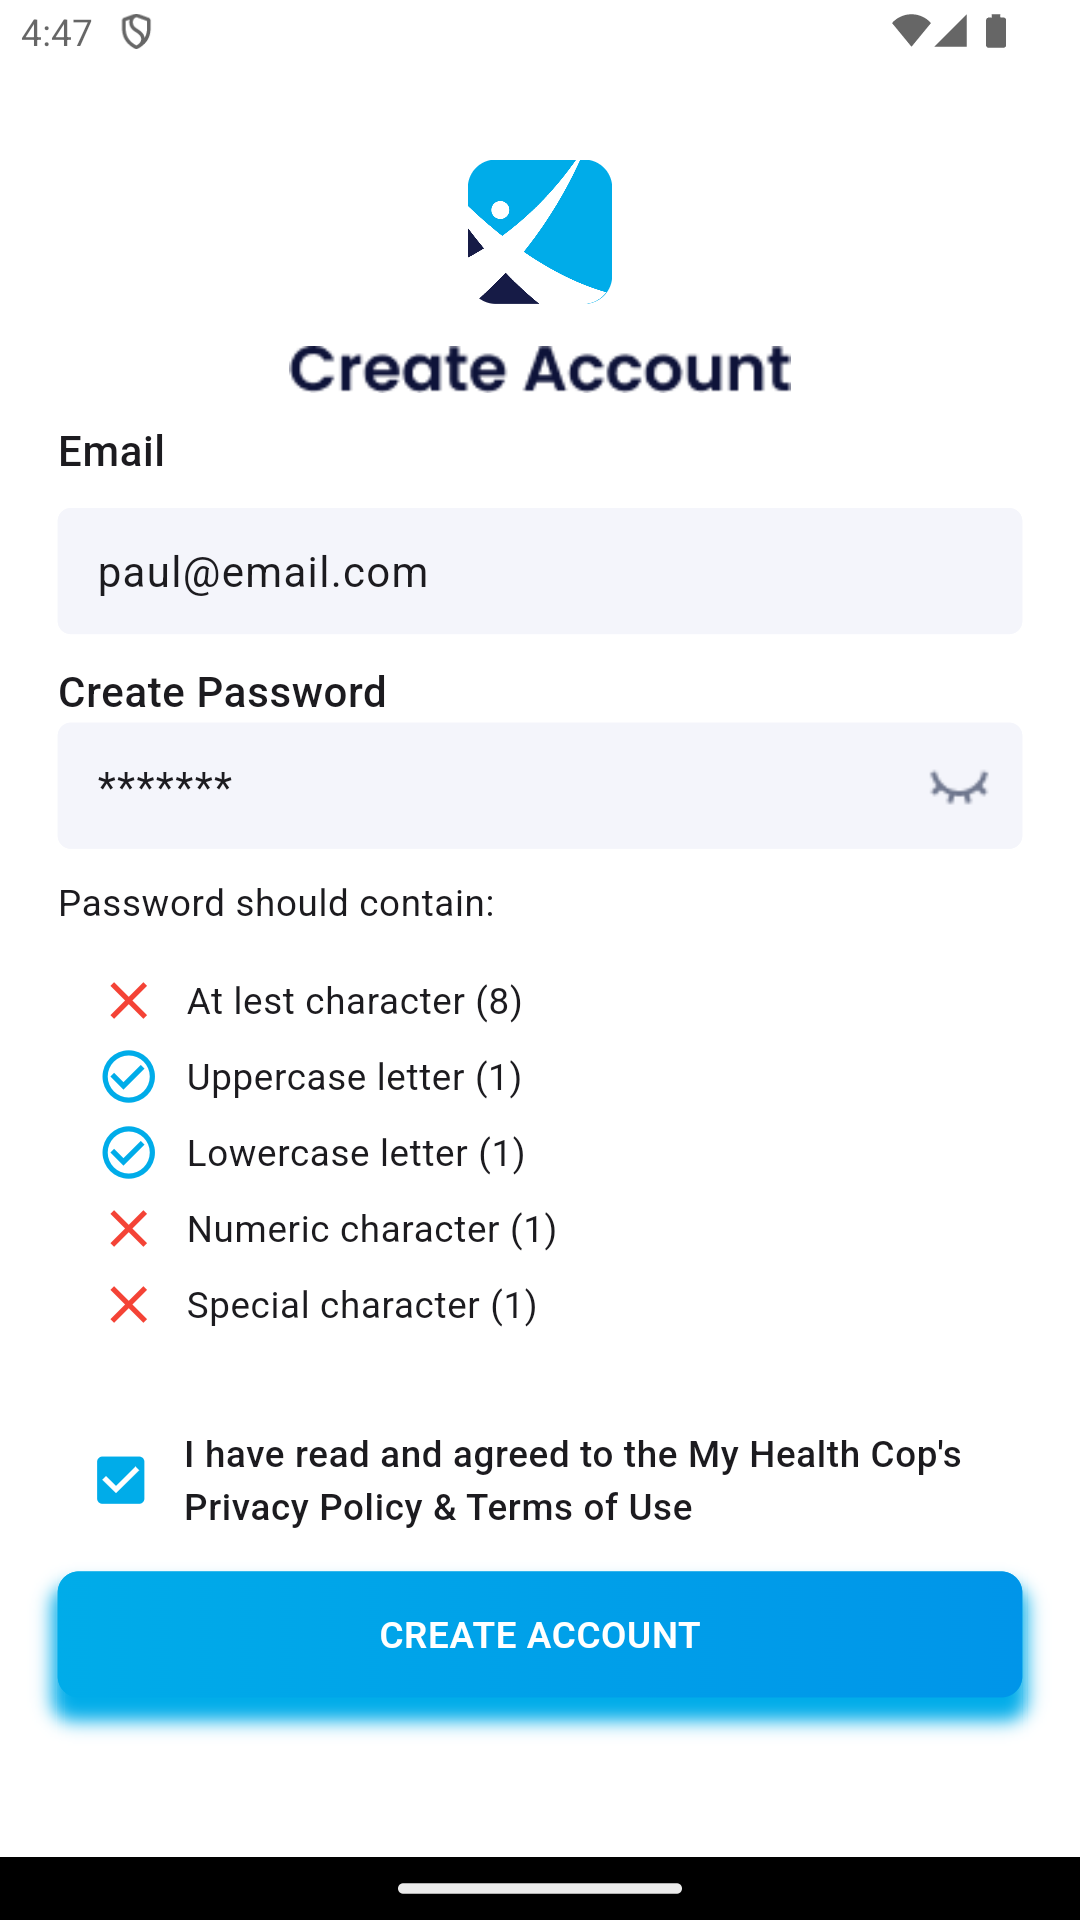 4:47
Create Account
Email
paul@email.com
Create Password
*******
Password should contain:
At lest character (8)
Uppercase letter (1)
Lowercase letter (1)
Numeric character (1)
Special character (1)
I have read and agreed to the My Health Cop's
Privacy Policy & Terms of Use
CREATE ACCOUNT